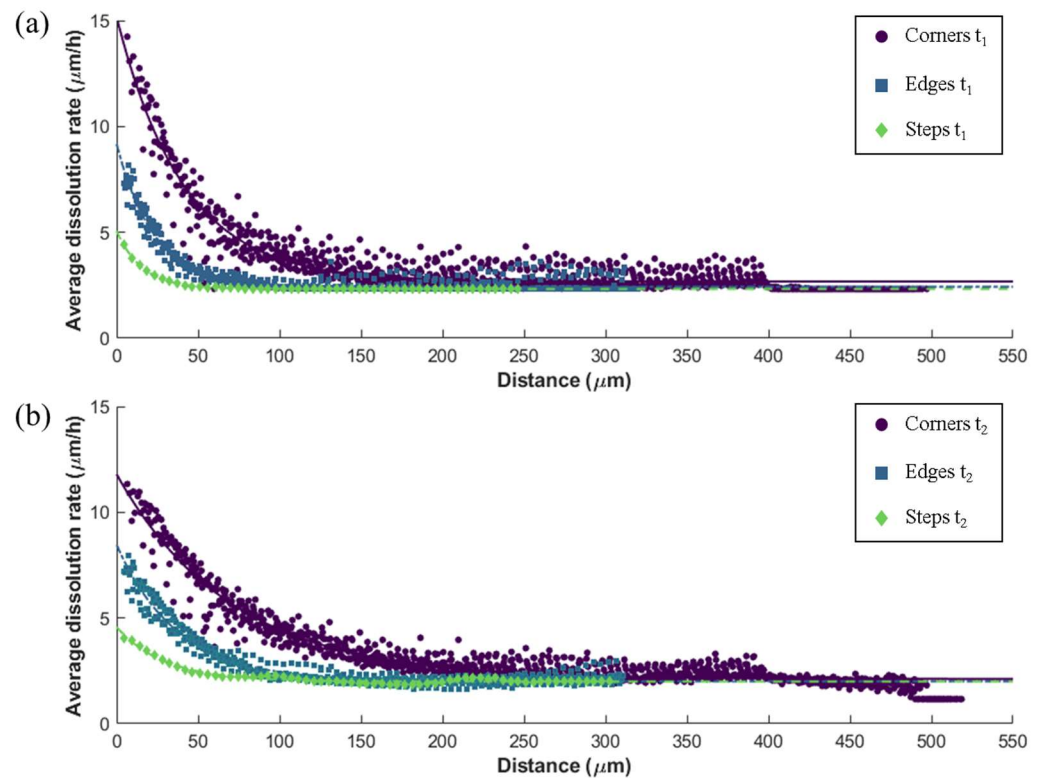 (a)
15
10
5
0
Average dissolution rate (μm/h)
0 50 100 150 200 250 300 350 400 450 500 550
Distance (μm)
Corners t₁
Edges t₁
Steps t₁
(b)
15
10
5
0
Average dissolution rate (μm/h)
0 50 100 150 200 250 300 350 400 450 500 550
Distance (μm)
Corners t₂
Edges t₂
Steps t₂